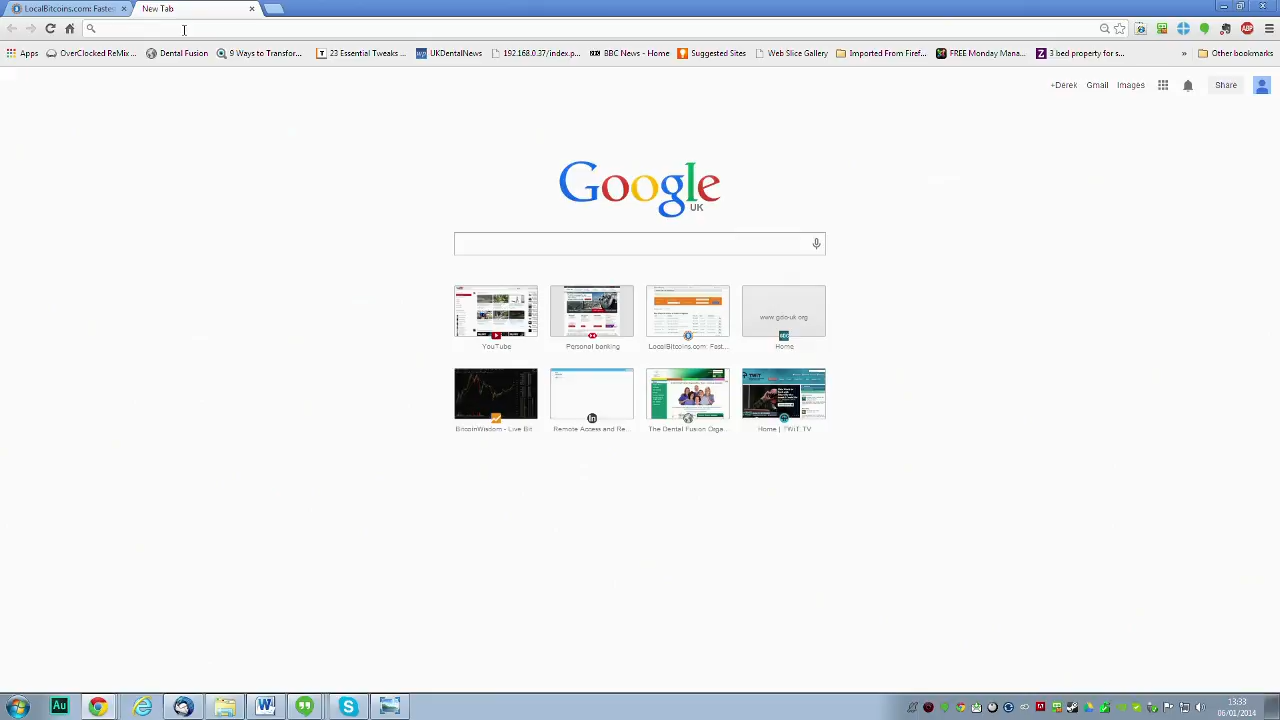 LocalBitcoins.com: Fastes
New Tab
Apps
OverClocked ReMix ...
Dental Fusion
9 Ways to Transfor...
23 Essential Tweaks ...
UKDentalNews
192.168.0.37/index.p...
BBC News - Home
Suggested Sites
Web Slice Gallery
Imported From Firef...
FREE Monday Mana...
3 bed property for s...
»
Other bookmarks
+Derek
Gmail
Images
Share
Google
UK
www.gdo-uk.org
YouTube
Personal banking
LocalBitcoins.com: Fast...
Home
BitcoinWisdom - Live Bit
Remote Access and Re...
The Dental Fusion Orga...
Home | TWiT.TV
13:33
06/01/2014